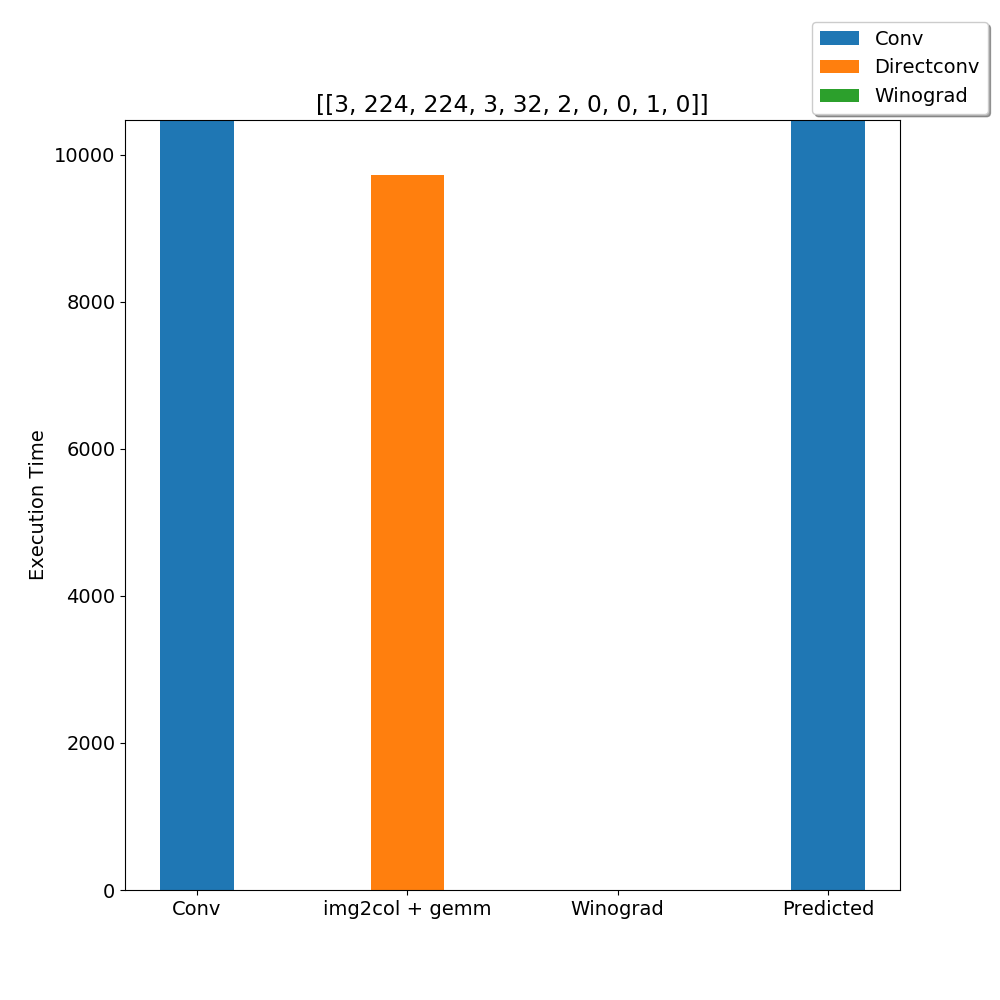 Conv
Directconv
Winograd
[[3, 224, 224, 3, 32, 2, 0, 0, 1, 0]]
10000
8000
6000
4000
2000
0
Execution Time
Conv
img2col + gemm
Winograd
Predicted